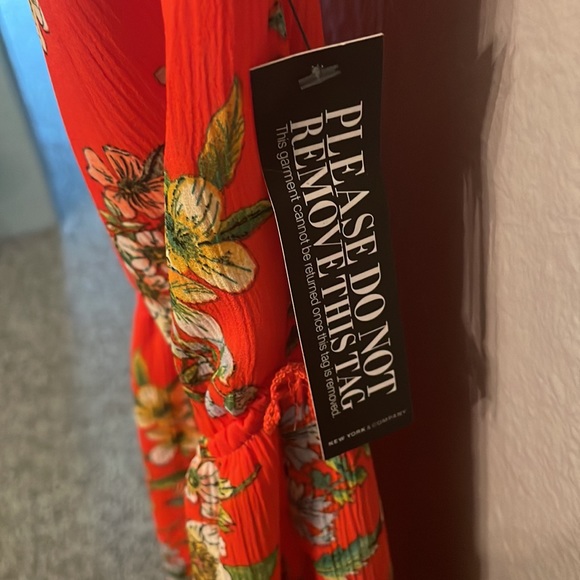 PLEASE DO NOT
REMOVE THIS TAG
This garment cannot be returned once this tag is removed.
NEW YORK & COMPANY